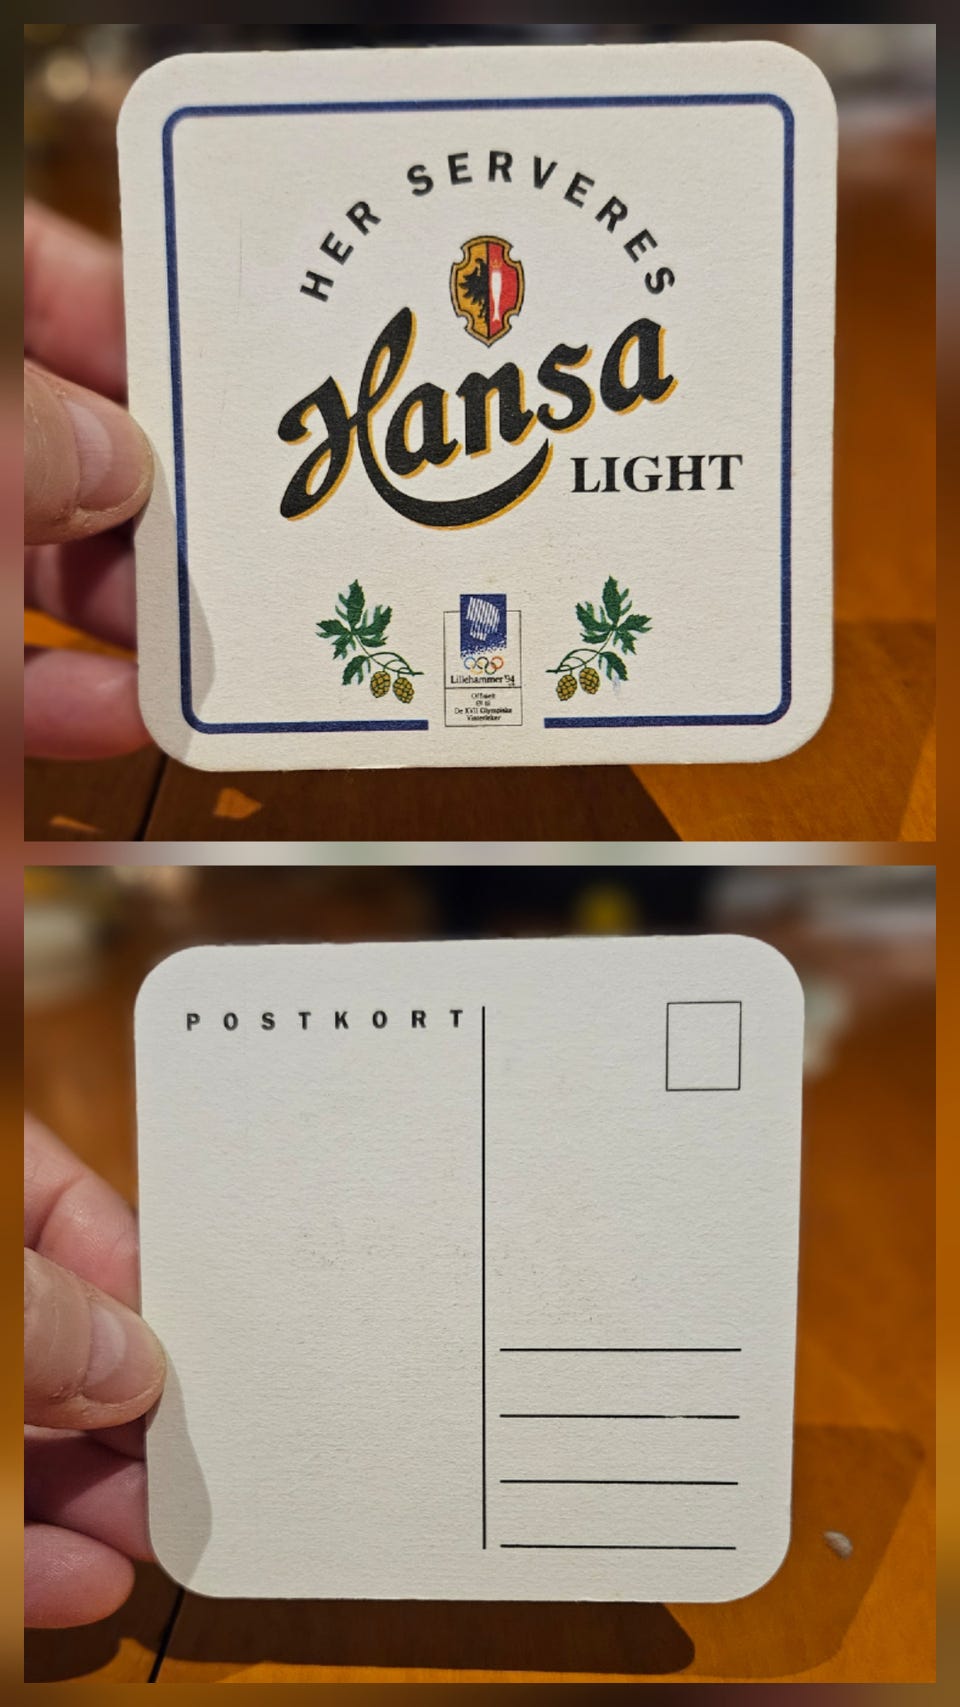 HER SERVERES
Hansa
LIGHT
Lillehammer '94
Offisielt
Øl til
De XVII Olympiske
Vinterleker
POSTKORT